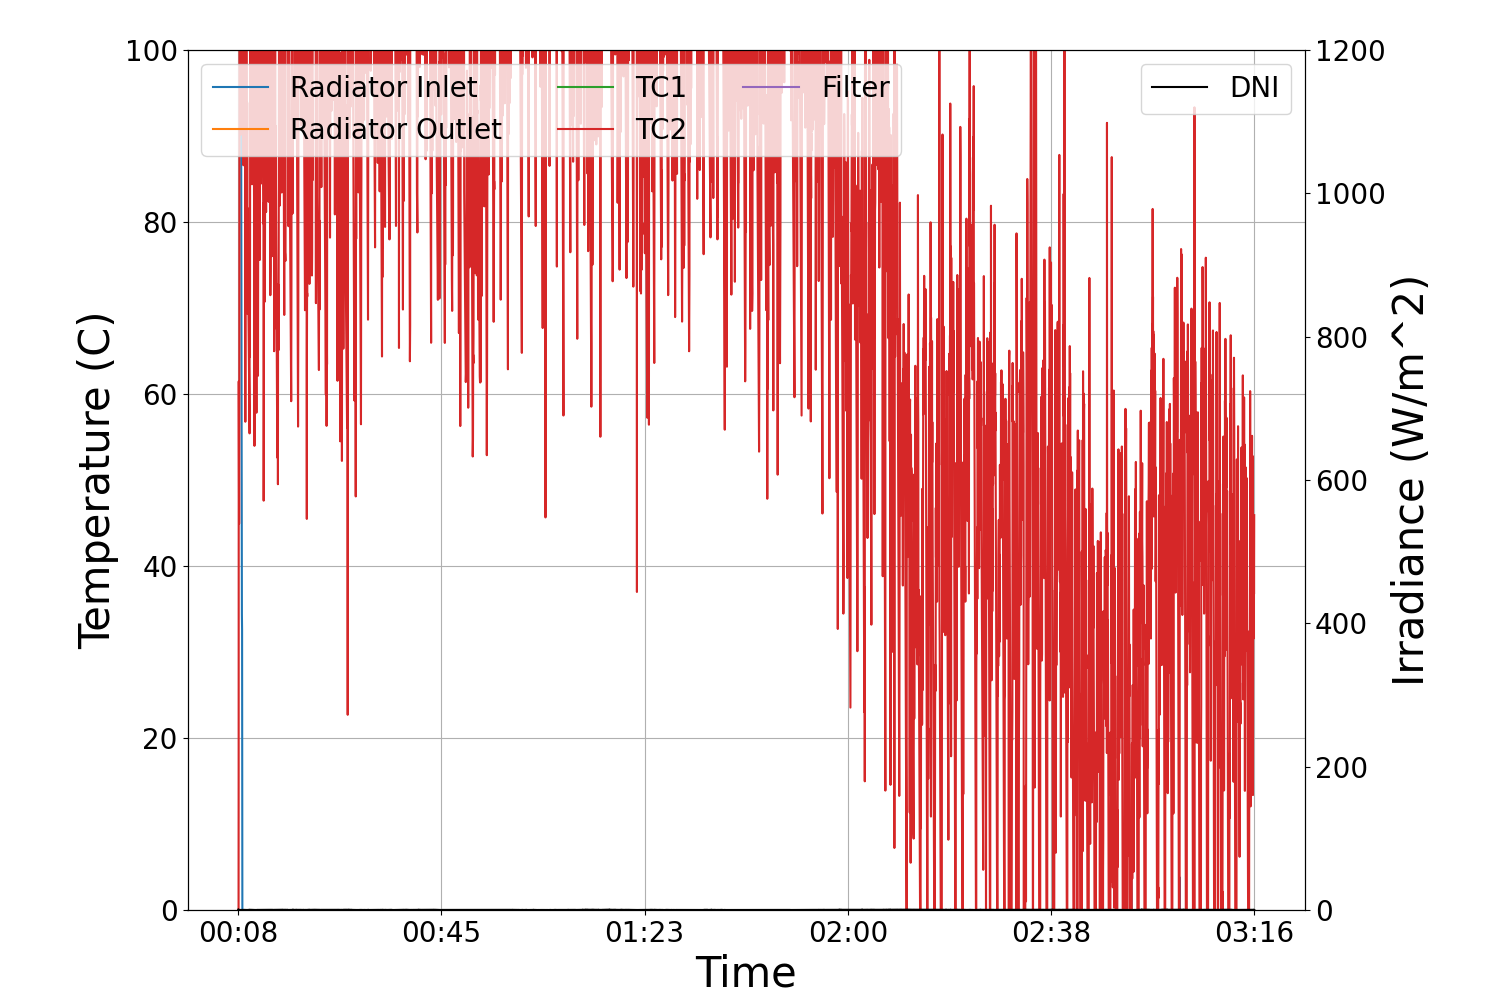 Radiator Inlet
Radiator Outlet
TC1
TC2
Filter
DNI
Temperature (C)
100
80
60
40
20
0
Irradiance (W/m^2)
1200
1000
800
600
400
200
0
00:08 00:45 01:23 02:00 02:38 03:16
Time